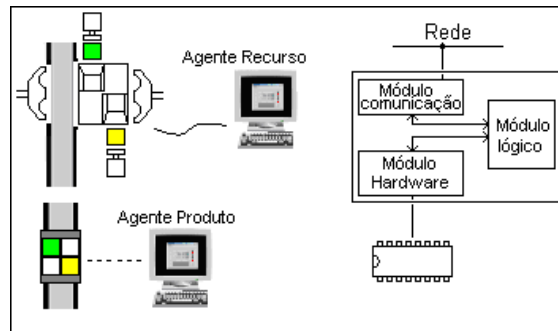 Agente Recurso
Agente Produto
Rede
Módulo
comunicação
Módulo
lógico
Módulo
Hardware